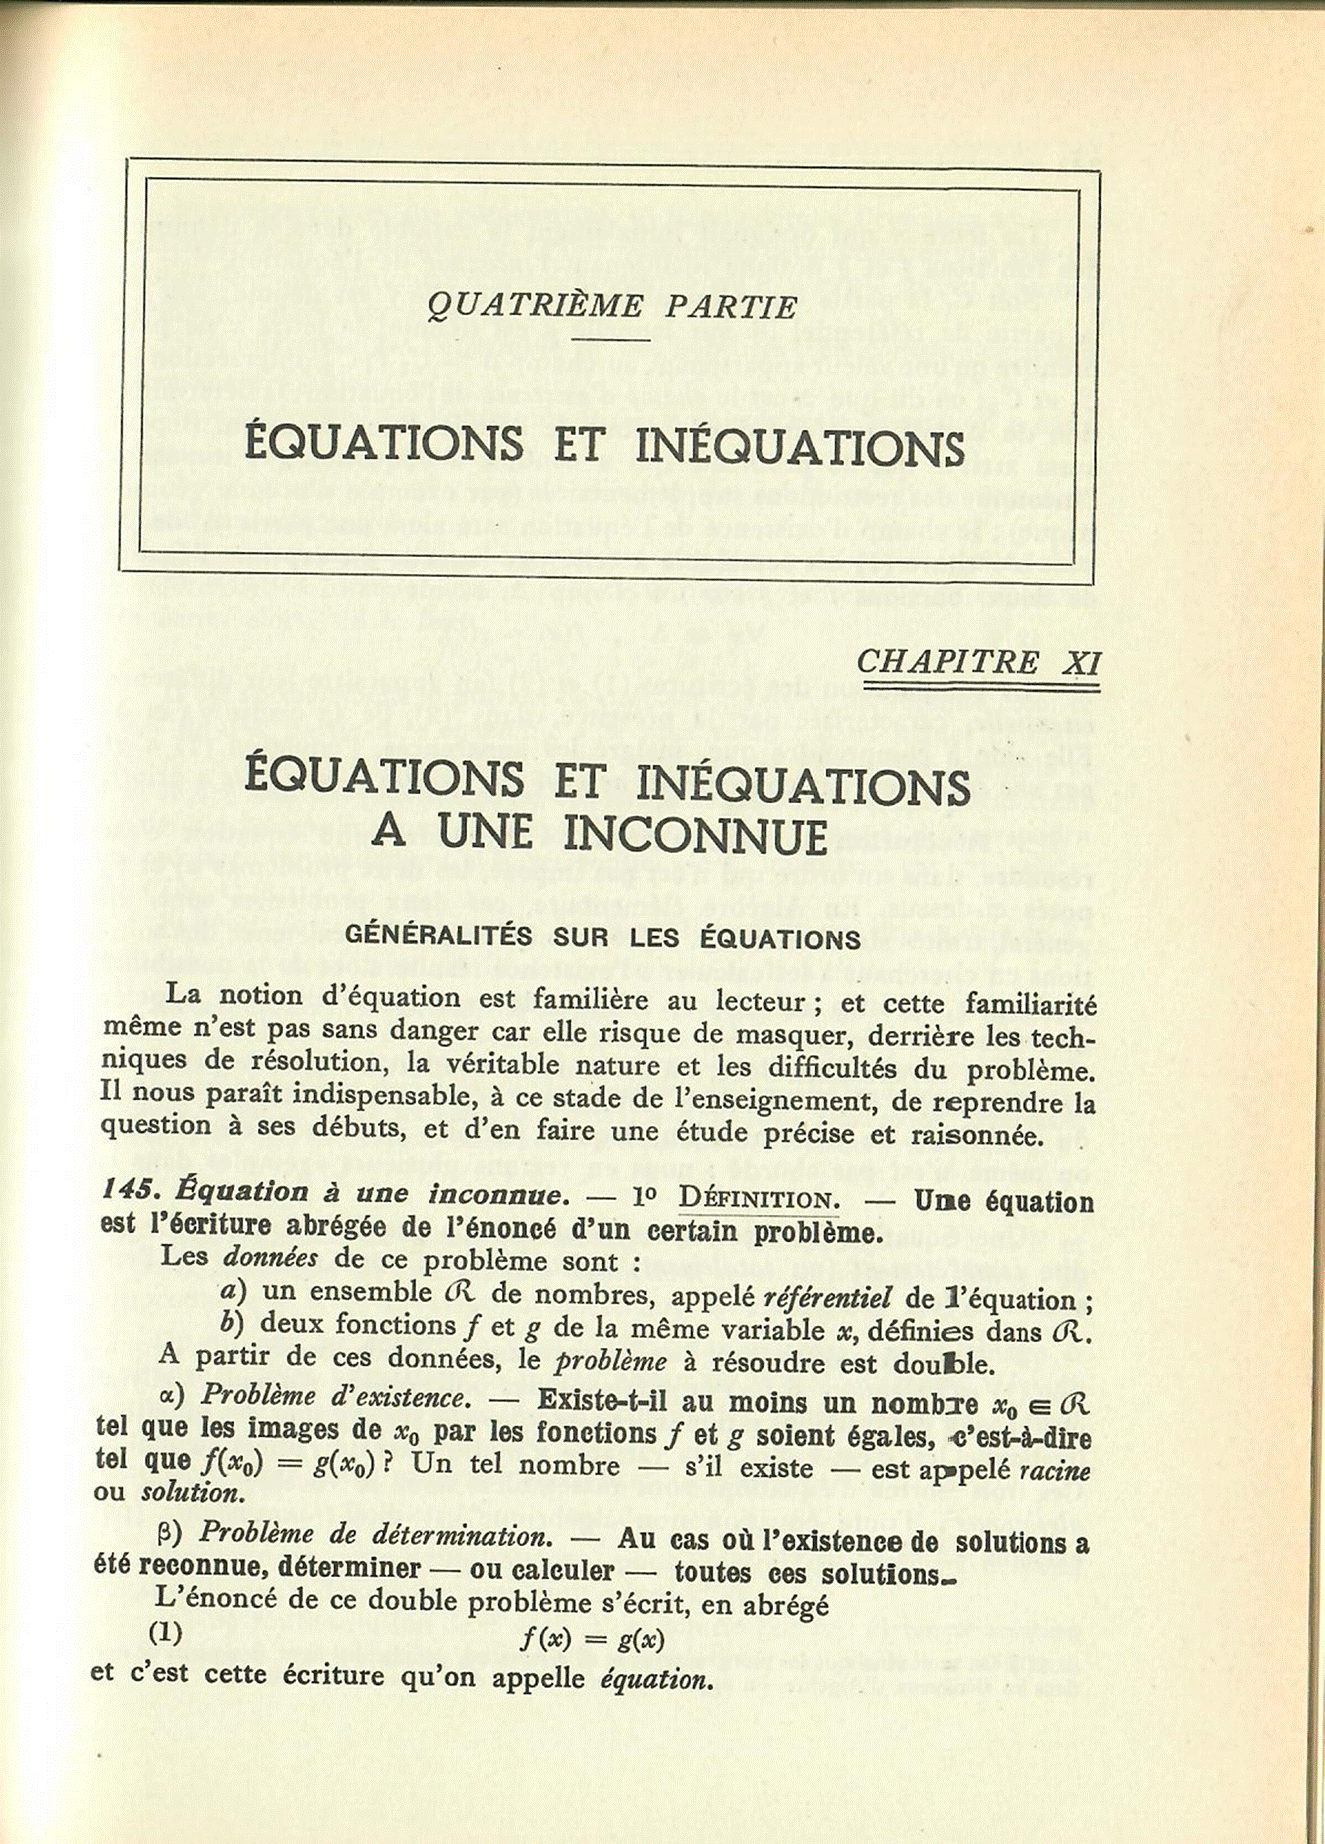 QUATRIÈME PARTIE
ÉQUATIONS ET INÉQUATIONS
CHAPITRE XI
ÉQUATIONS ET INÉQUATIONS
A UNE INCONNUE
GÉNÉRALITÉS SUR LES ÉQUATIONS
La notion d'équation est familière au lecteur ; et cette familiarité
même n'est pas sans danger car elle risque de masquer, derrière les tech-
niques de résolution, la véritable nature et les difficultés du problème.
Il nous paraît indispensable, à ce stade de l'enseignement, de reprendre la
question à ses débuts, et d'en faire une étude précise et raisonnée.
145. Équation à une inconnue. — 1º DÉFINITION. — Une équation
est l'écriture abrégée de l'énoncé d'un certain problème.
Les données de ce problème sont :
a) un ensemble ℛ de nombres, appelé référentiel de l'équation ;
b) deux fonctions f et g de la même variable x, définies dans ℛ.
A partir de ces données, le problème à résoudre est double.
α) Problème d'existence. — Existe-t-il au moins un nombre x₀ ∈ ℛ
tel que les images de x₀ par les fonctions f et g soient égales, c'est-à-dire
tel que f(x₀) = g(x₀) ? Un tel nombre — s'il existe — est appelé racine
ou solution.
β) Problème de détermination. — Au cas où l'existence de solutions a
été reconnue, déterminer — ou calculer — toutes ces solutions.
L'énoncé de ce double problème s'écrit, en abrégé
(1) f(x) = g(x)
et c'est cette écriture qu'on appelle équation.